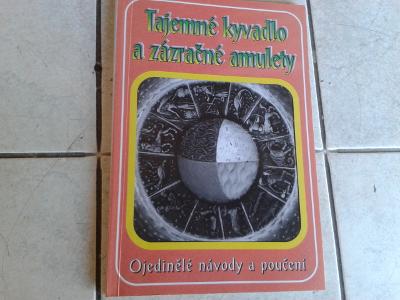 Tajemné kyvadlo
a zázračné amulety
Ojedinělé návody a poučení